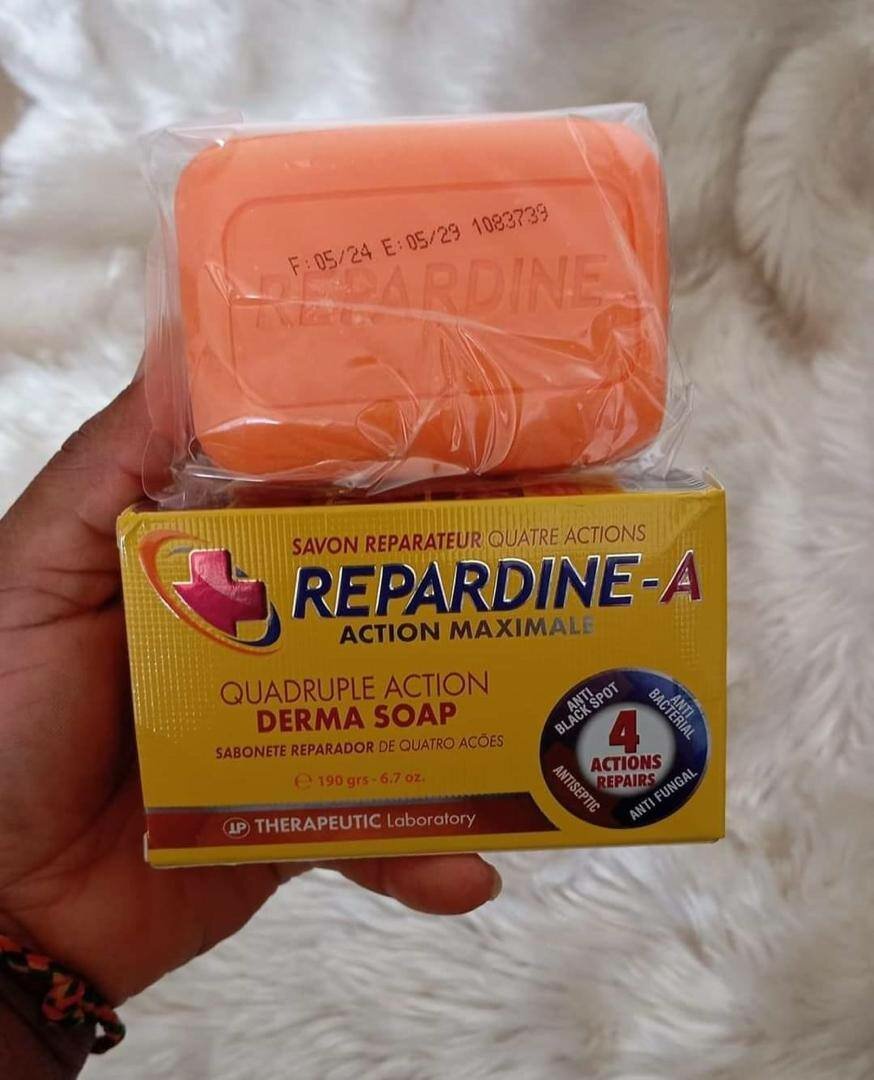 F:05/24 E:05/29 1083739
REPARDINE
SAVON REPARATEUR QUATRE ACTIONS
REPARDINE-A
ACTION MAXIMALE
QUADRUPLE ACTION
DERMA SOAP
SABONETE REPARADOR DE QUATRO ACÕES
℮ 190 grs - 6.7 oz.
THERAPEUTIC Laboratory
ANTI
BLACK SPOT
ANTI
BACTERIAL
4
ACTIONS
REPAIRS
ANTISEPTIC
ANTI FUNGAL